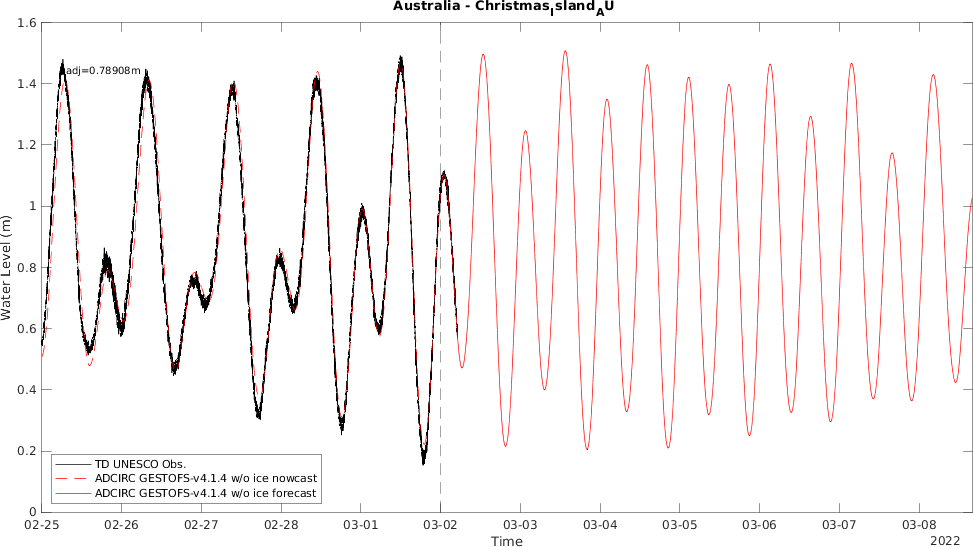 Australia - Christmas_Island_AU
adj=0.78908m
1.6
1.4
1.2
1
0.8
0.6
0.4
0.2
0
Water Level (m)
TD UNESCO Obs.
ADCIRC GESTOFS-v4.1.4 w/o ice nowcast
ADCIRC GESTOFS-v4.1.4 w/o ice forecast
02-25 02-26 02-27 02-28 03-01 03-02 03-03 03-04 03-05 03-06 03-07 03-08
Time
2022